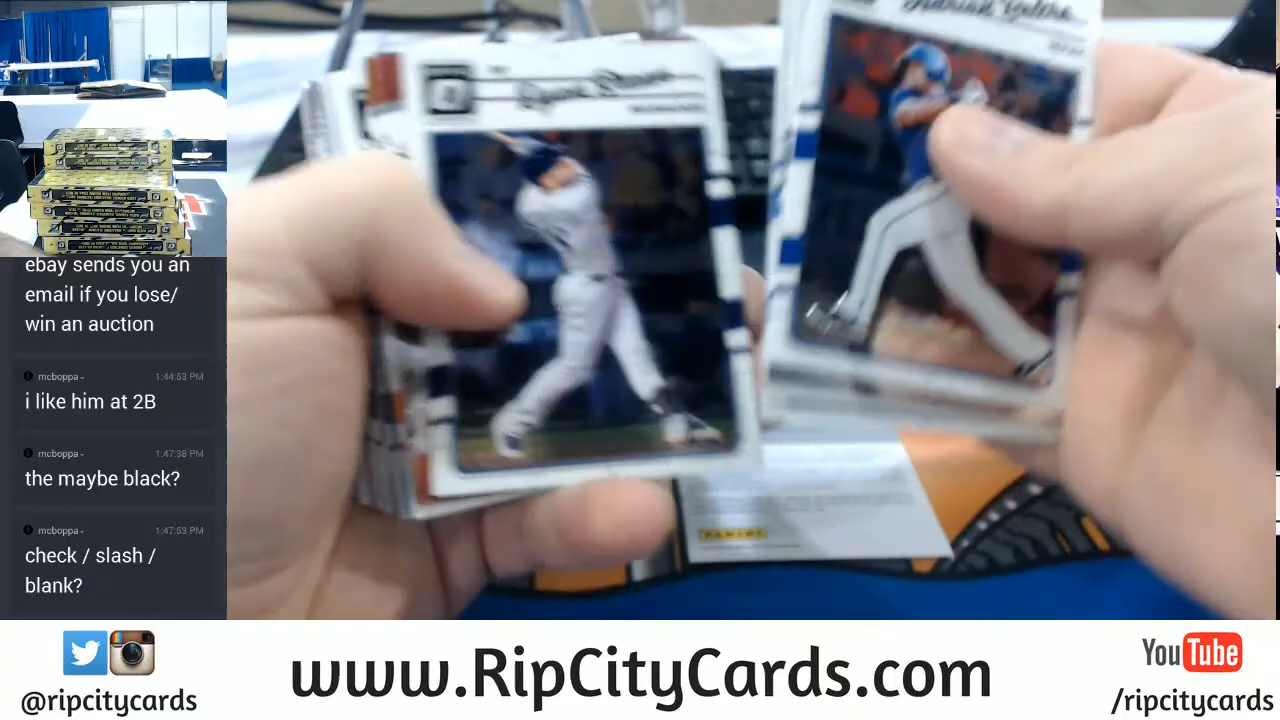 ebay sends you an
email if you lose/
win an auction
mcboppa-
1:44:53 PM
i like him at 2B
mcboppa-
1:47:38 PM
the maybe black?
mcboppa-
1:47:53 PM
check / slash /
blank?
PANINI
@ripcitycards
www.RipCityCards.com
YouTube
/ripcitycards